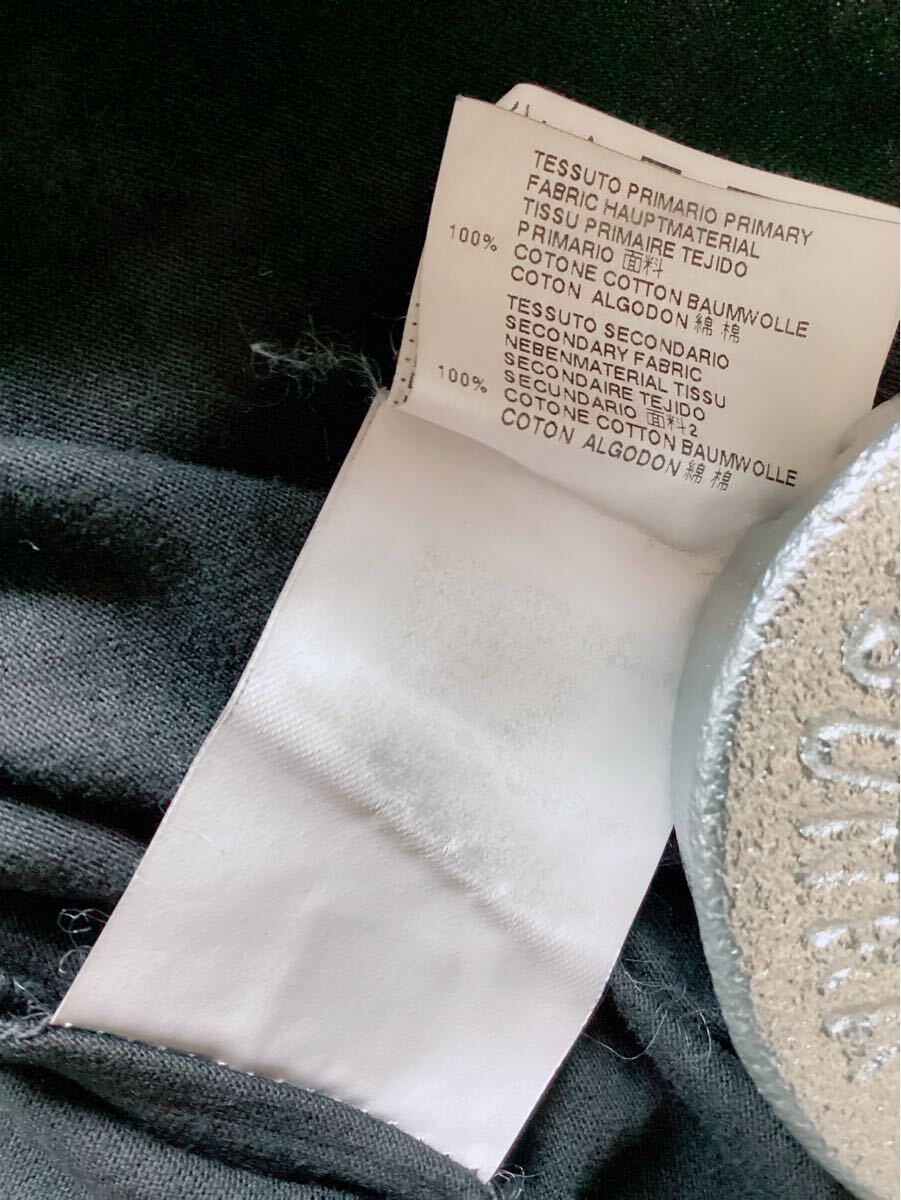 TESSUTO PRIMARIO PRIMARY
FABRIC HAUPTMATERIAL
TISSU PRIMAIRE TEJIDO
100% PRIMARIO 面料
COTONE COTTON BAUMWOLLE
COTON ALGODON 綿 棉
TESSUTO SECONDARIO
SECONDARY FABRIC
NEBENMATERIAL TISSU
100% SECONDAIRE TEJIDO
SECUNDARIO 面料2
COTONE COTTON BAUMWOLLE
COTON ALGODON 綿 棉